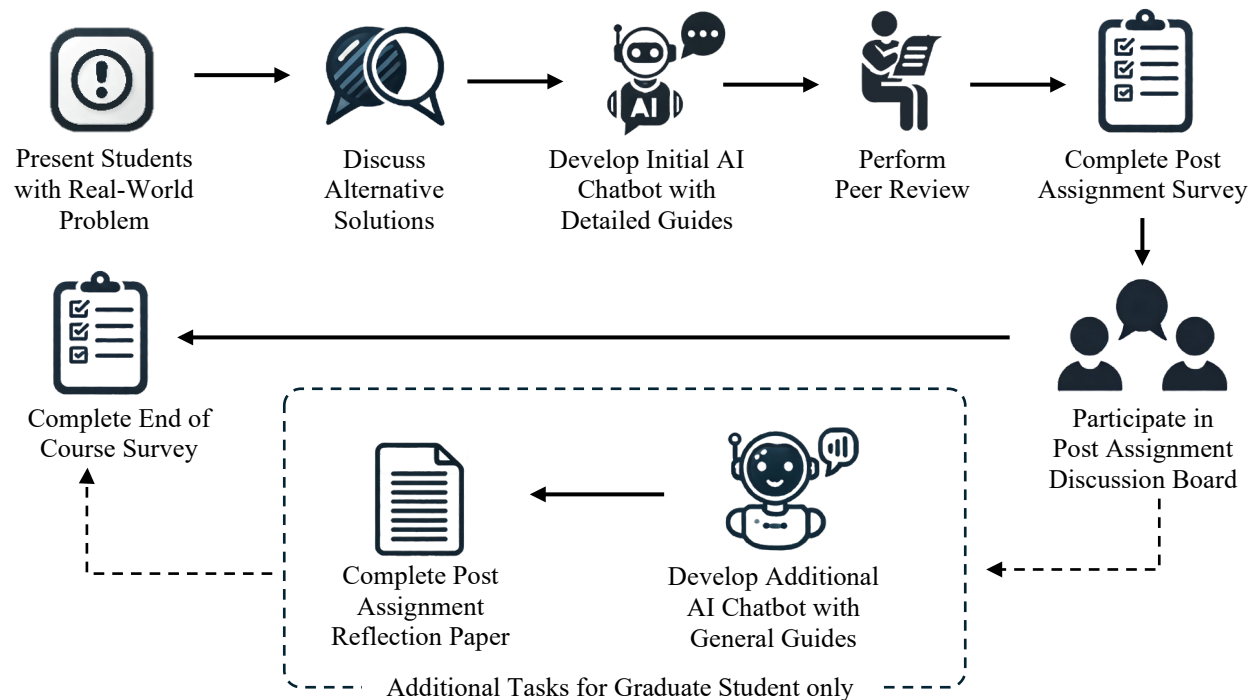 Present Students
with Real-World
Problem
Discuss
Alternative
Solutions
AI
Develop Initial AI
Chatbot with
Detailed Guides
Perform
Peer Review
Complete Post
Assignment Survey
Participate in
Post Assignment
Discussion Board
Complete End of
Course Survey
Develop Additional
AI Chatbot with
General Guides
Complete Post
Assignment
Reflection Paper
Additional Tasks for Graduate Student only